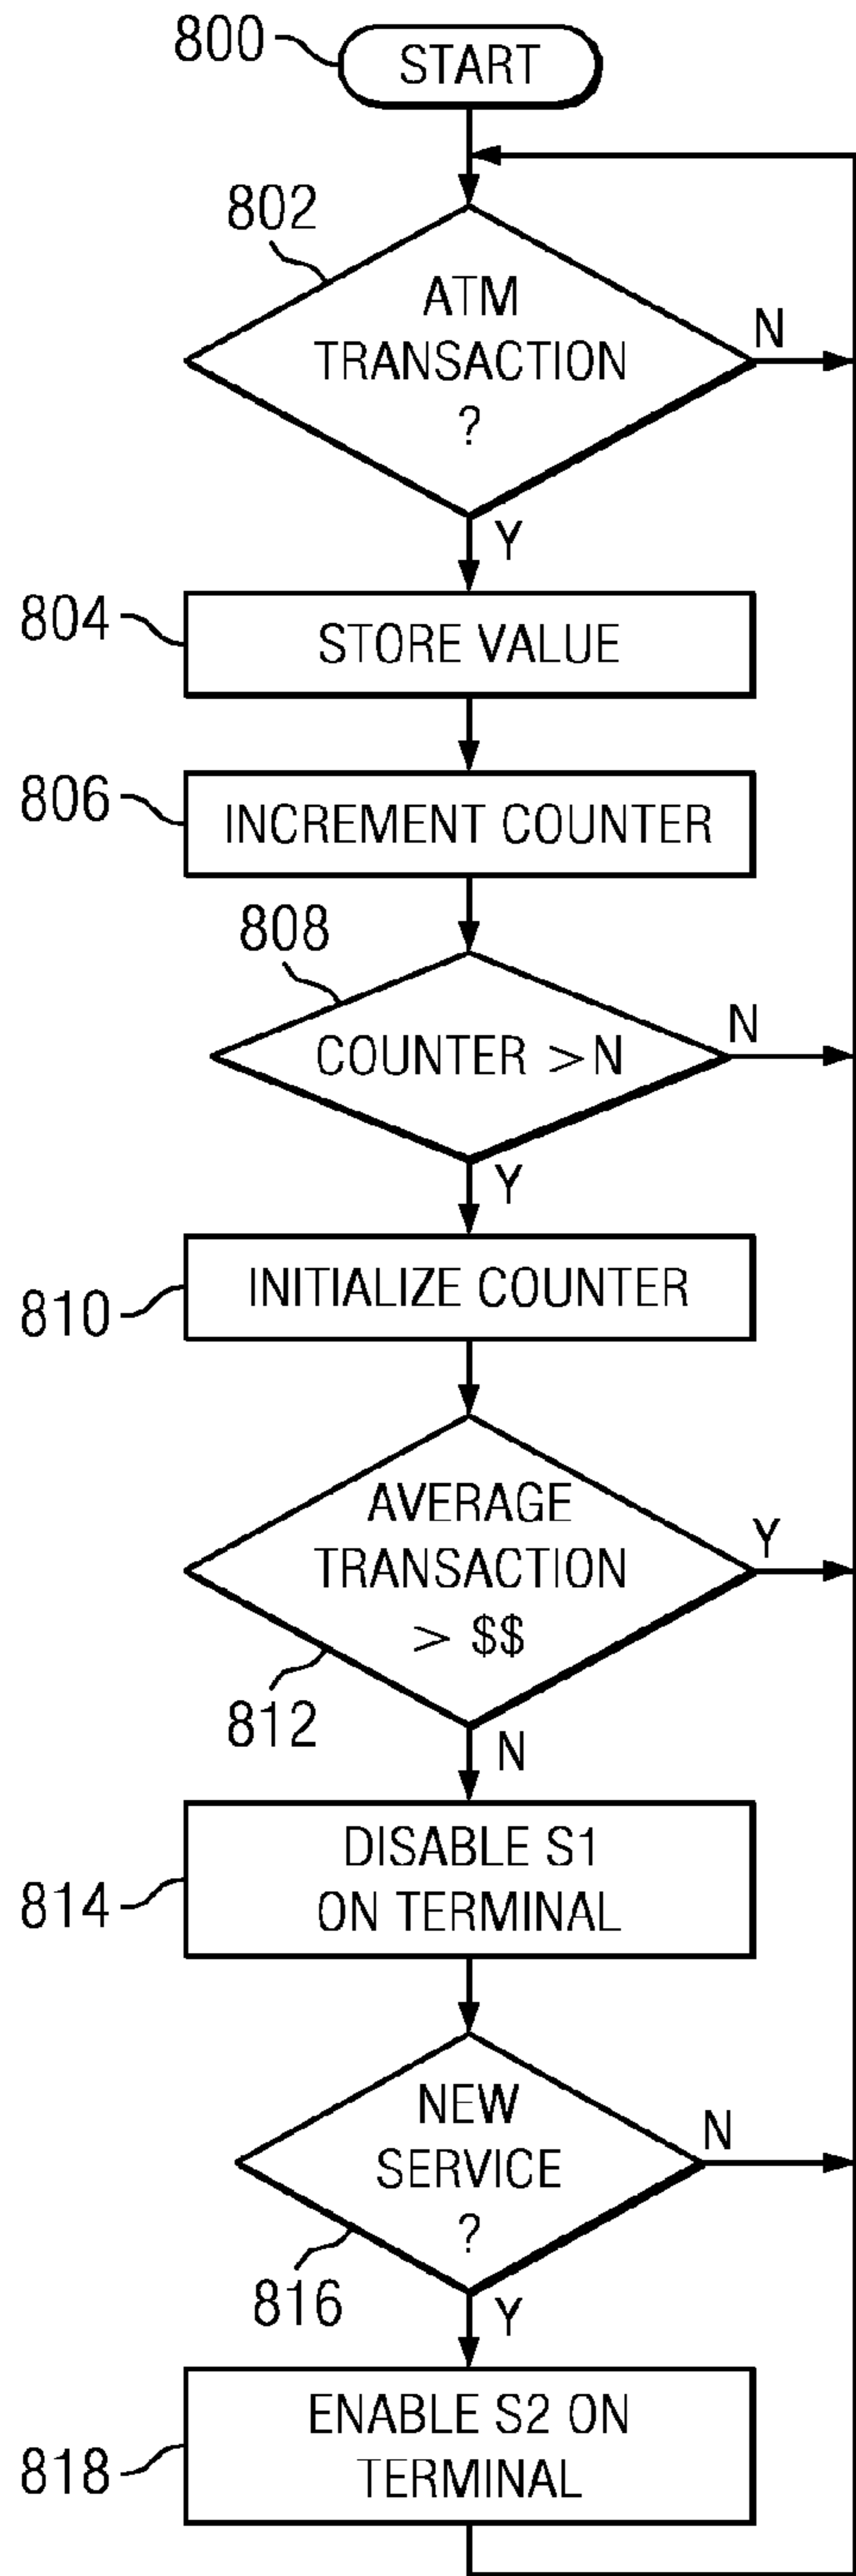 800
START
802
ATM
TRANSACTION
?
N
Y
804
STORE VALUE
806
INCREMENT COUNTER
808
COUNTER >N
N
Y
810
INITIALIZE COUNTER
AVERAGE
TRANSACTION
> $$
Y
812
N
814
DISABLE S1
ON TERMINAL
NEW
SERVICE
?
N
816
Y
818
ENABLE S2 ON
TERMINAL